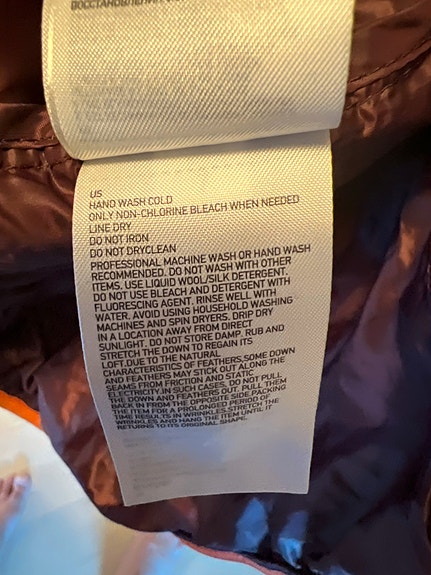 US
HAND WASH COLD
ONLY NON-CHLORINE BLEACH WHEN NEEDED
LINE DRY
DO NOT IRON
DO NOT DRYCLEAN
PROFESSIONAL MACHINE WASH OR HAND WASH
RECOMMENDED. DO NOT WASH WITH OTHER
ITEMS. USE LIQUID WOOL/SILK DETERGENT.
DO NOT USE BLEACH AND DETERGENT WITH
FLUORESCING AGENT. RINSE WELL WITH
WATER. AVOID USING HOUSEHOLD WASHING
MACHINES AND SPIN DRYERS. DRIP DRY
IN A LOCATION AWAY FROM DIRECT
SUNLIGHT. DO NOT STORE DAMP. RUB AND
STRETCH THE DOWN TO REGAIN ITS
LOFT.DUE TO THE NATURAL
CHARACTERISTICS OF FEATHERS,SOME DOWN
AND FEATHERS MAY STICK OUT ALONG THE
SEAMS FROM FRICTION AND STATIC
ELECTRICITY.IN SUCH CASES, DO NOT PULL
THE DOWN AND FEATHERS OUT. PULL THEM
BACK IN FROM THE OPPOSITE SIDE.PACKING
THE ITEM FOR A PROLONGED PERIOD OF
TIME RESULTS IN WRINKLES.STRETCH THE
WRINKLES AND HANG THE ITEM UNTIL IT
RETURNS TO ITS ORIGINAL SHAPE.